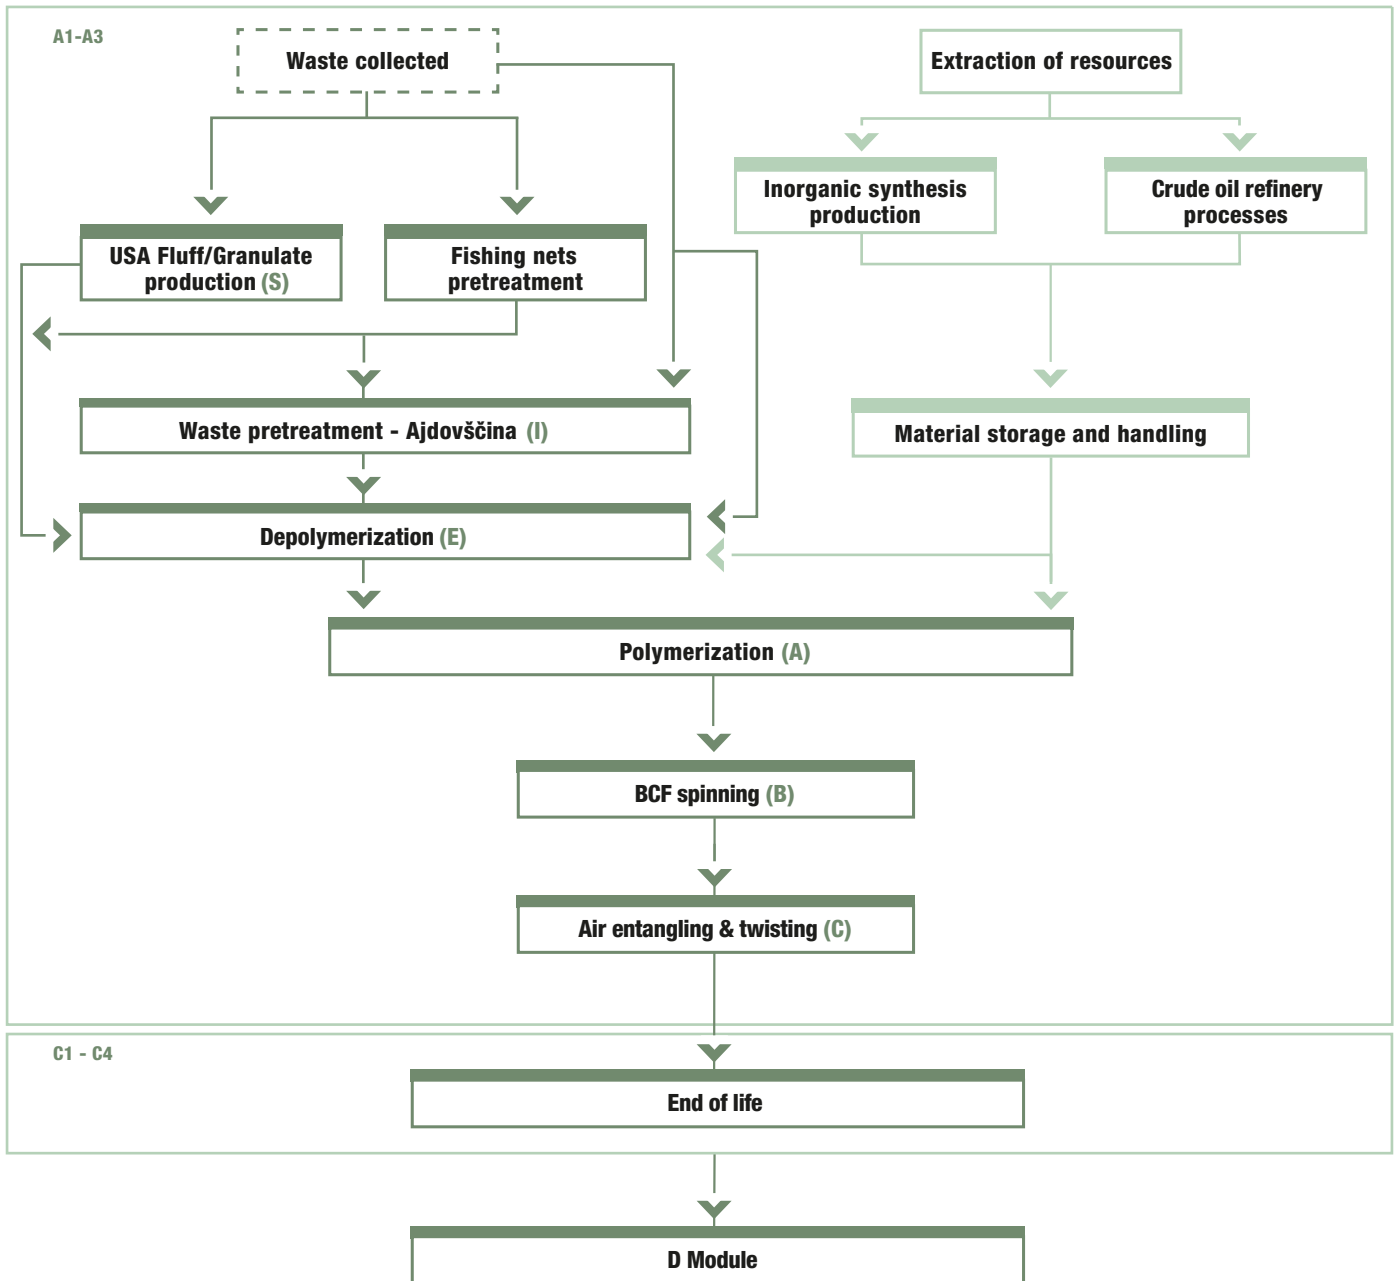 A1-A3
Waste collected
Extraction of resources
Inorganic synthesis
production
Crude oil refinery
processes
USA Fluff/Granulate
production (S)
Fishing nets
pretreatment
Waste pretreatment - Ajdovščina (I)
Material storage and handling
Depolymerization (E)
Polymerization (A)
BCF spinning (B)
Air entangling & twisting (C)
C1 - C4
End of life
D Module